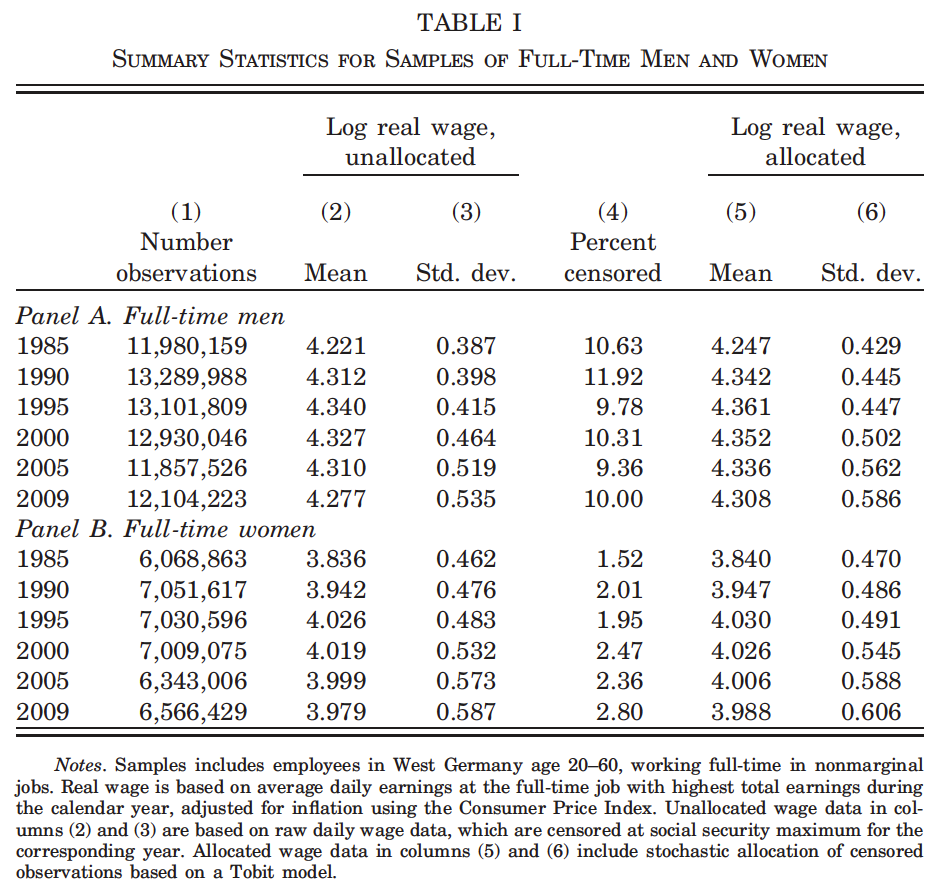 TABLE I
SUMMARY STATISTICS FOR SAMPLES OF FULL-TIME MEN AND WOMEN
Log real wage, Log real wage,
unallocated allocated
(1) (2) (3) (4) (5) (6)
Number Percent
observations Mean Std. dev. censored Mean Std. dev.
Panel A. Full-time men
1985 11,980,159 4.221 0.387 10.63 4.247 0.429
1990 13,289,988 4.312 0.398 11.92 4.342 0.445
1995 13,101,809 4.340 0.415 9.78 4.361 0.447
2000 12,930,046 4.327 0.464 10.31 4.352 0.502
2005 11,857,526 4.310 0.519 9.36 4.336 0.562
2009 12,104,223 4.277 0.535 10.00 4.308 0.586
Panel B. Full-time women
1985 6,068,863 3.836 0.462 1.52 3.840 0.470
1990 7,051,617 3.942 0.476 2.01 3.947 0.486
1995 7,030,596 4.026 0.483 1.95 4.030 0.491
2000 7,009,075 4.019 0.532 2.47 4.026 0.545
2005 6,343,006 3.999 0.573 2.36 4.006 0.588
2009 6,566,429 3.979 0.587 2.80 3.988 0.606
Notes. Samples includes employees in West Germany age 20–60, working full-time in nonmarginal
jobs. Real wage is based on average daily earnings at the full-time job with highest total earnings during
the calendar year, adjusted for inflation using the Consumer Price Index. Unallocated wage data in col-
umns (2) and (3) are based on raw daily wage data, which are censored at social security maximum for the
corresponding year. Allocated wage data in columns (5) and (6) include stochastic allocation of censored
observations based on a Tobit model.